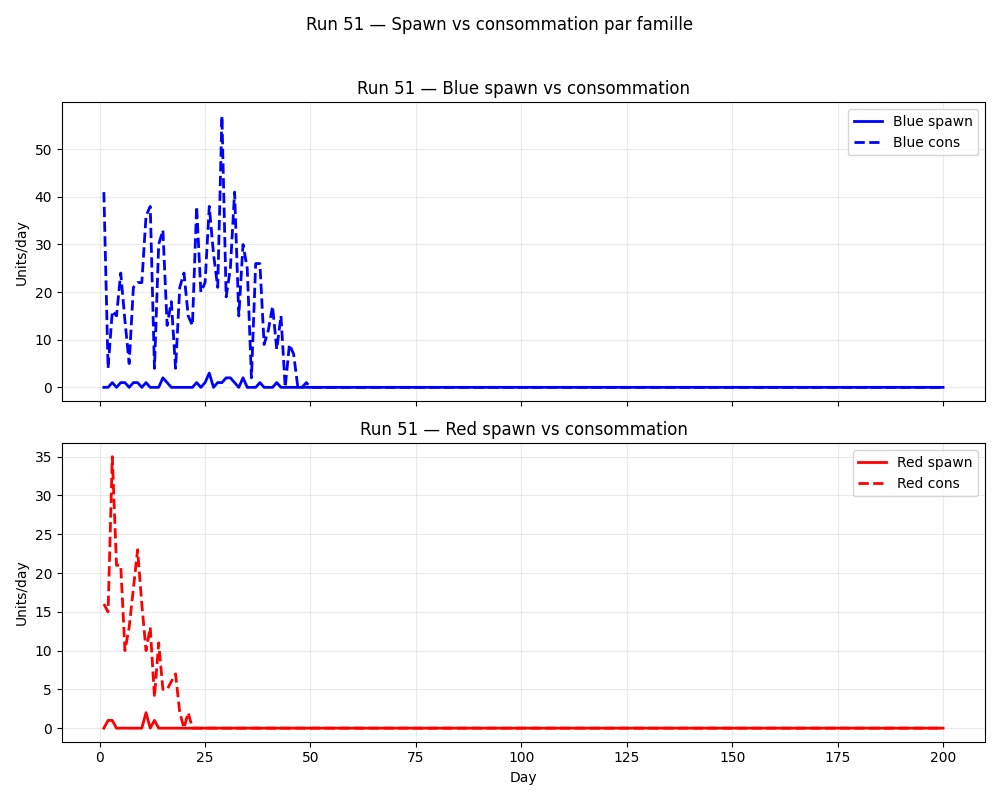 Run 51 — Spawn vs consommation par famille
Run 51 — Blue spawn vs consommation
Blue spawn
Blue cons
50
40
30
20
10
0
Units/day
Run 51 — Red spawn vs consommation
Red spawn
Red cons
35
30
25
20
15
10
5
0
Units/day
0 25 50 75 100 125 150 175 200
Day